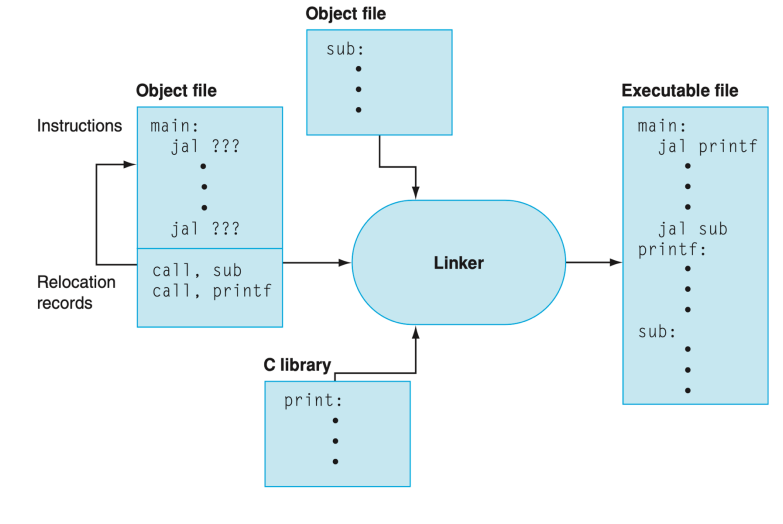 Object file
sub:
Object file
Instructions
main:
jal ???
jal ???
Relocation
records
call, sub
call, printf
Linker
C library
print:
Executable file
main:
jal printf
jal sub
printf:
sub: